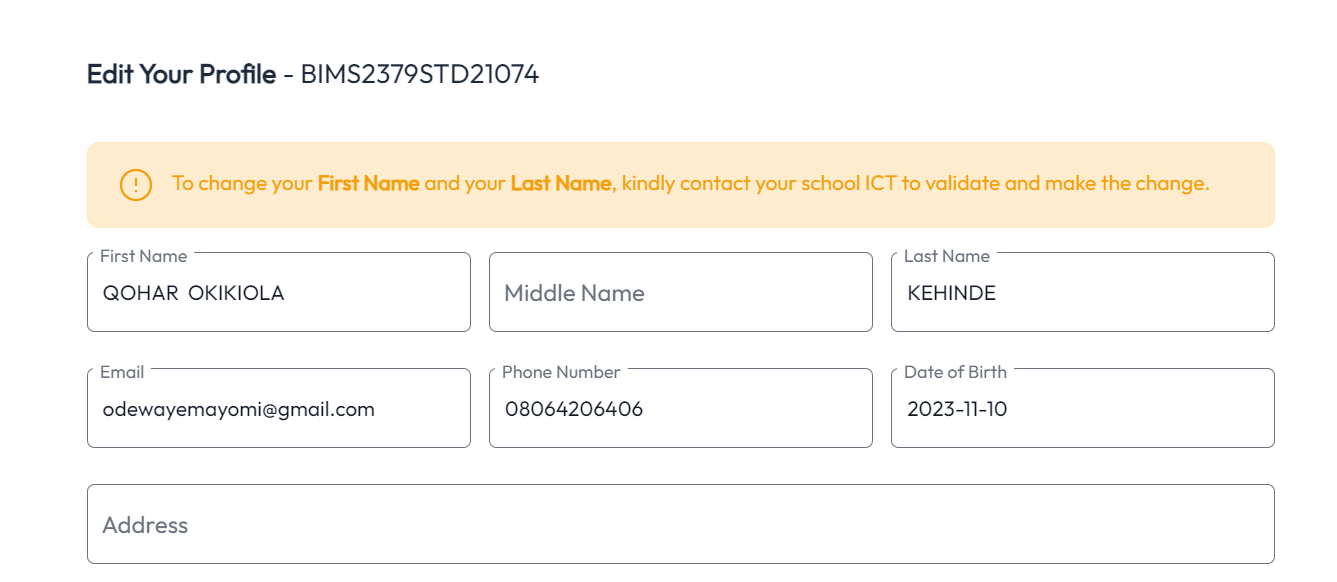 Edit Your Profile - BIMS2379STD21074
To change your First Name and your Last Name, kindly contact your school ICT to validate and make the change.
First Name
QOHAR OKIKIOLA
Middle Name
Last Name
KEHINDE
Email
odewayemayomi@gmail.com
Phone Number
08064206406
Date of Birth
2023-11-10
Address